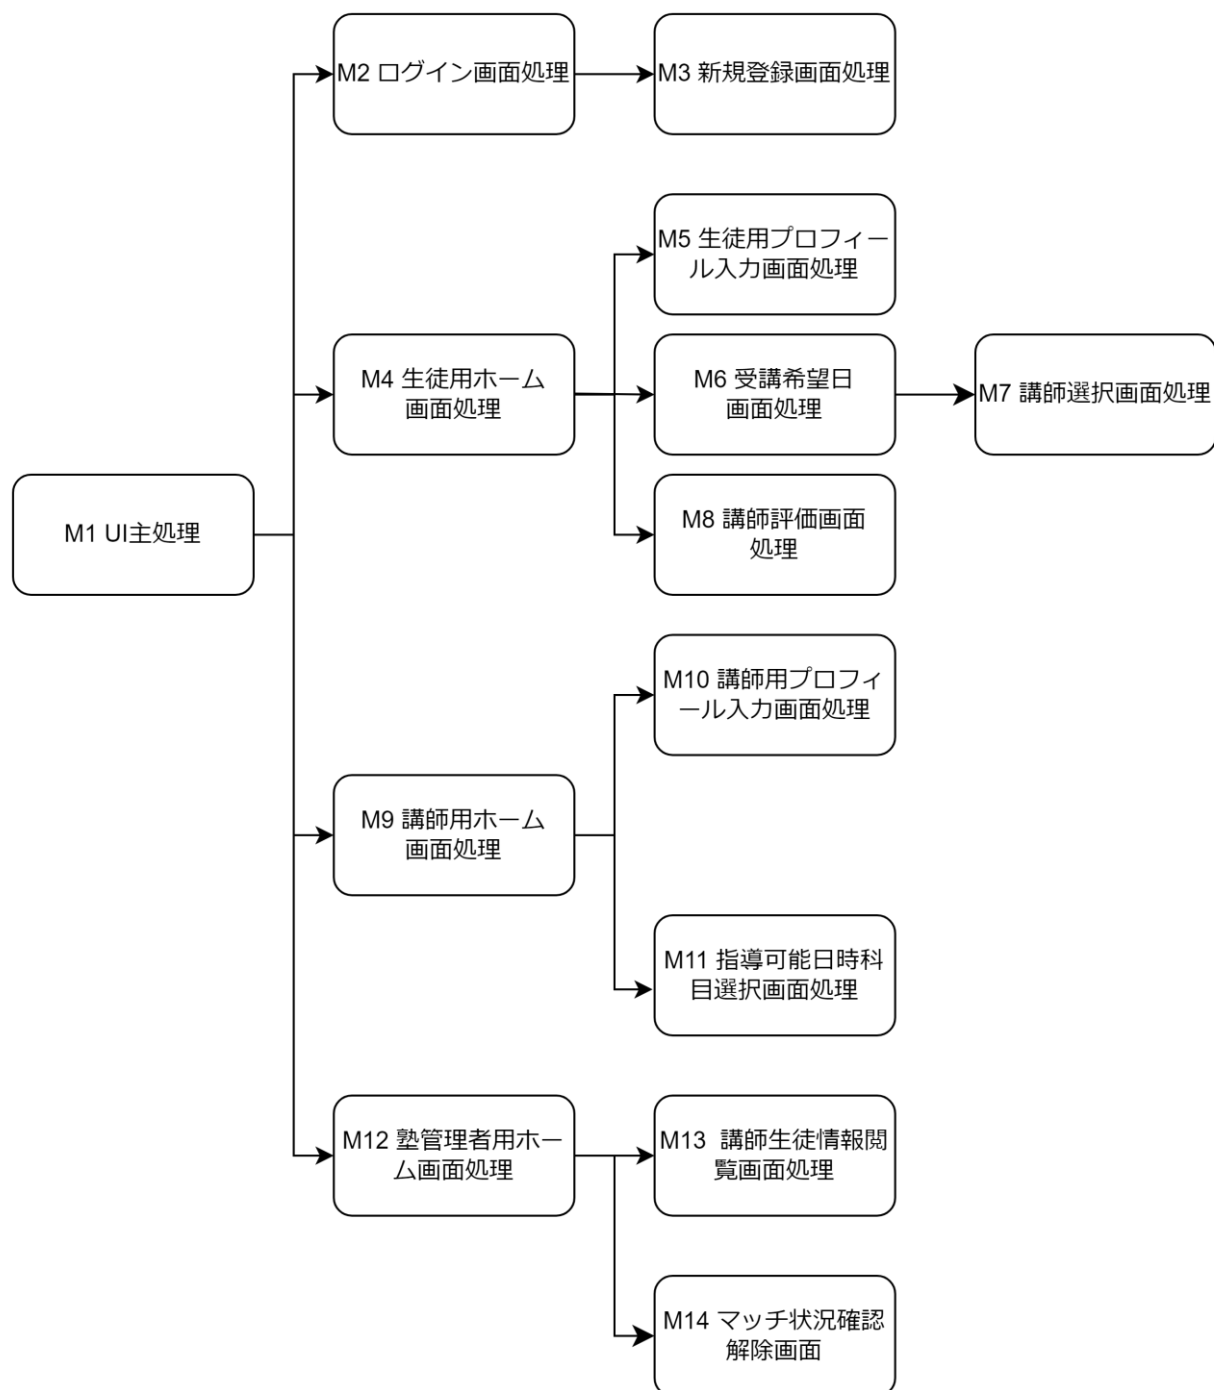 M2 ログイン画面処理
M3 新規登録画面処理
M5 生徒用プロフィー
ル入力画面処理
M4 生徒用ホーム
画面処理
M6 受講希望日
画面処理
M7 講師選択画面処理
M1 UI主処理
M8 講師評価画面
処理
M10 講師用プロフィ
ール入力画面処理
M9 講師用ホーム
画面処理
M11 指導可能日時科
目選択画面処理
M12 塾管理者用ホー
ム画面処理
M13 講師生徒情報閲
覧画面処理
M14 マッチ状況確認
解除画面